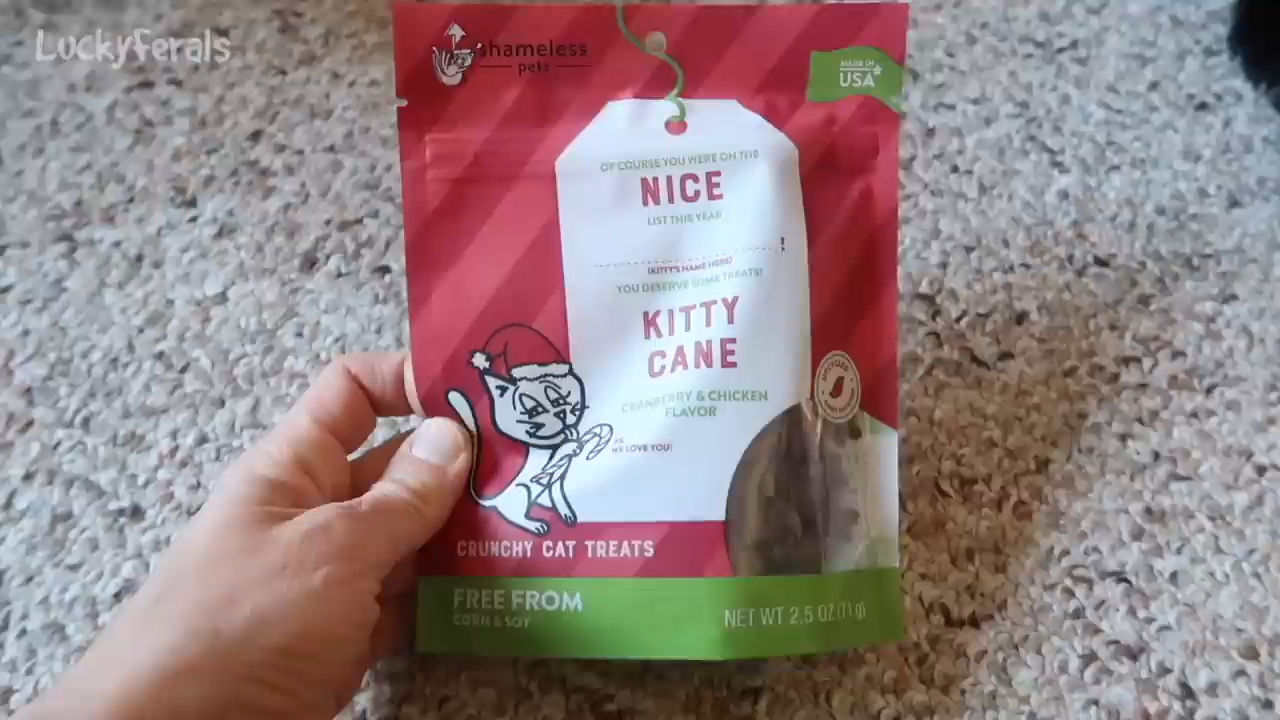 LuckyFerals
shameless
pets
MADE IN
USA
OF COURSE YOU WERE ON THE
NICE
LIST THIS YEAR
!
(KITTY'S NAME HERE)
YOU DESERVE SOME TREATS!
KITTY
CANE
CRANBERRY & CHICKEN
FLAVOR
PS.
WE LOVE YOU!
UPCYCLED
CRUNCHY CAT TREATS
FREE FROM
CORN & SOY
NET WT 2.5 OZ (71g)